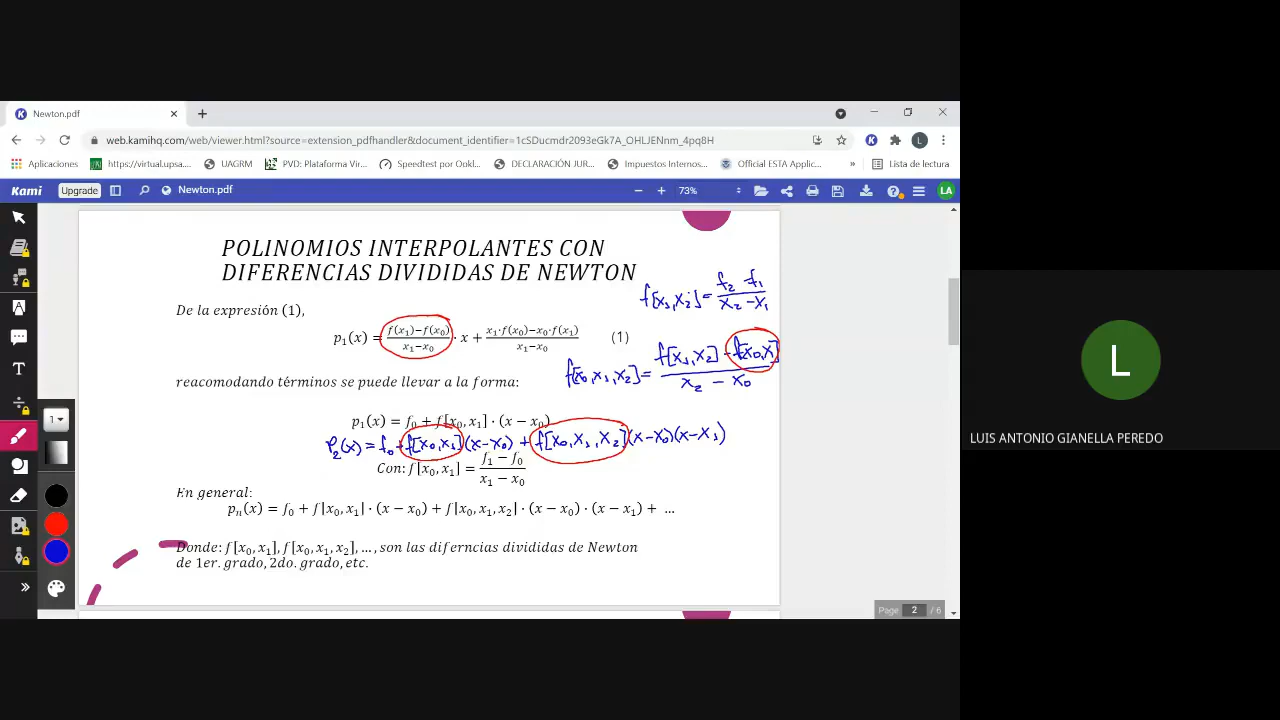 Newton.pdf
web.kamihq.com/web/viewer.html?source=extension_pdfhandler&document_identifier=1cSDucmdr2093eGk7A_OHLJENnm_4pq8H
Aplicaciones
https://virtual.upsa...
UAGRM
PVD: Plataforma Vir...
Speedtest por Ookl...
DECLARACIÓN JUR...
Impuestos Internos...
Official ESTA Applic...
»
Lista de lectura
Kami
Upgrade
Newton.pdf
73%
LA
POLINOMIOS INTERPOLANTES CON
DIFERENCIAS DIVIDIDAS DE NEWTON
f[x₁,x₂] = (f₂ - f₁)/(x₂ - x₁)
De la expresión (1),
p₁(x) = (f(x₁)−f(x₀))/(x₁−x₀) · x + (x₁·f(x₀)−x₀·f(x₁))/(x₁−x₀) (1)
f[x₀,x₁,x₂] = (f[x₁,x₂] - f[x₀,x₁])/(x₂ - x₀)
reacomodando términos se puede llevar a la forma:
p₁(x) = f₀ + f[x₀,x₁] · (x − x₀)
P₂(x) = f₀ + f[x₀,x₁](x-x₀) + f[x₀,x₁,x₂](x-x₀)(x-x₁)
Con: f[x₀,x₁] = (f₁ − f₀)/(x₁ − x₀)
En general:
pₙ(x) = f₀ + f[x₀,x₁] · (x − x₀) + f[x₀,x₁,x₂] · (x − x₀) · (x − x₁) + ...
Donde: f[x₀,x₁], f[x₀,x₁,x₂], ... , son las diferncias divididas de Newton
de 1er. grado, 2do. grado, etc.
Page 2 / 6
L
LUIS ANTONIO GIANELLA PEREDO